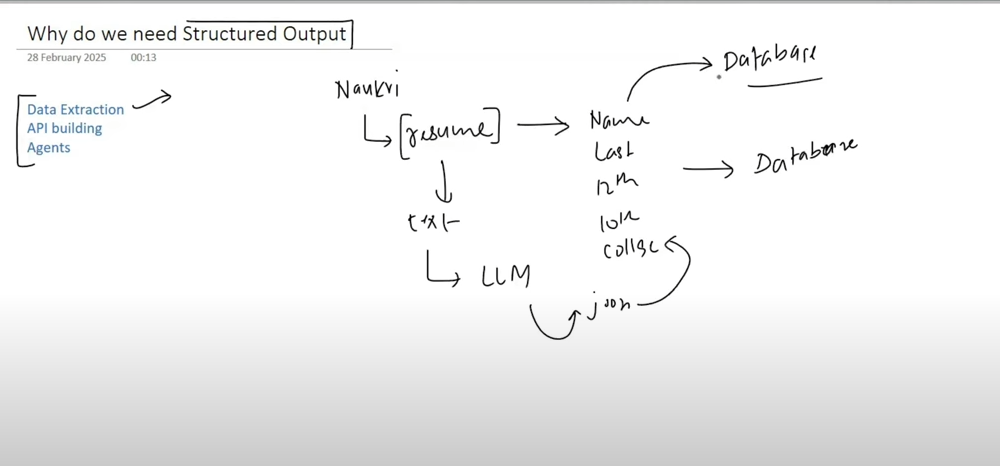 Why do we need Structured Output
28 February 2025 00:13
Data Extraction
API building
Agents
Naukri
[resume]
text
LLM
json
Name
Last
12th
10th
college
Database
Database